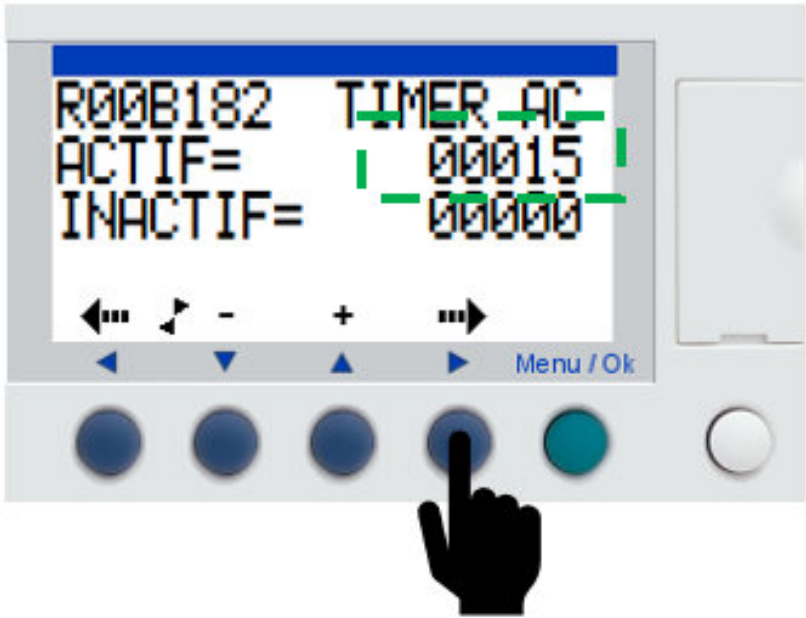 R00B182 TIMER AC
ACTIF= 00015
INACTIF= 00000
- +
Menu / Ok